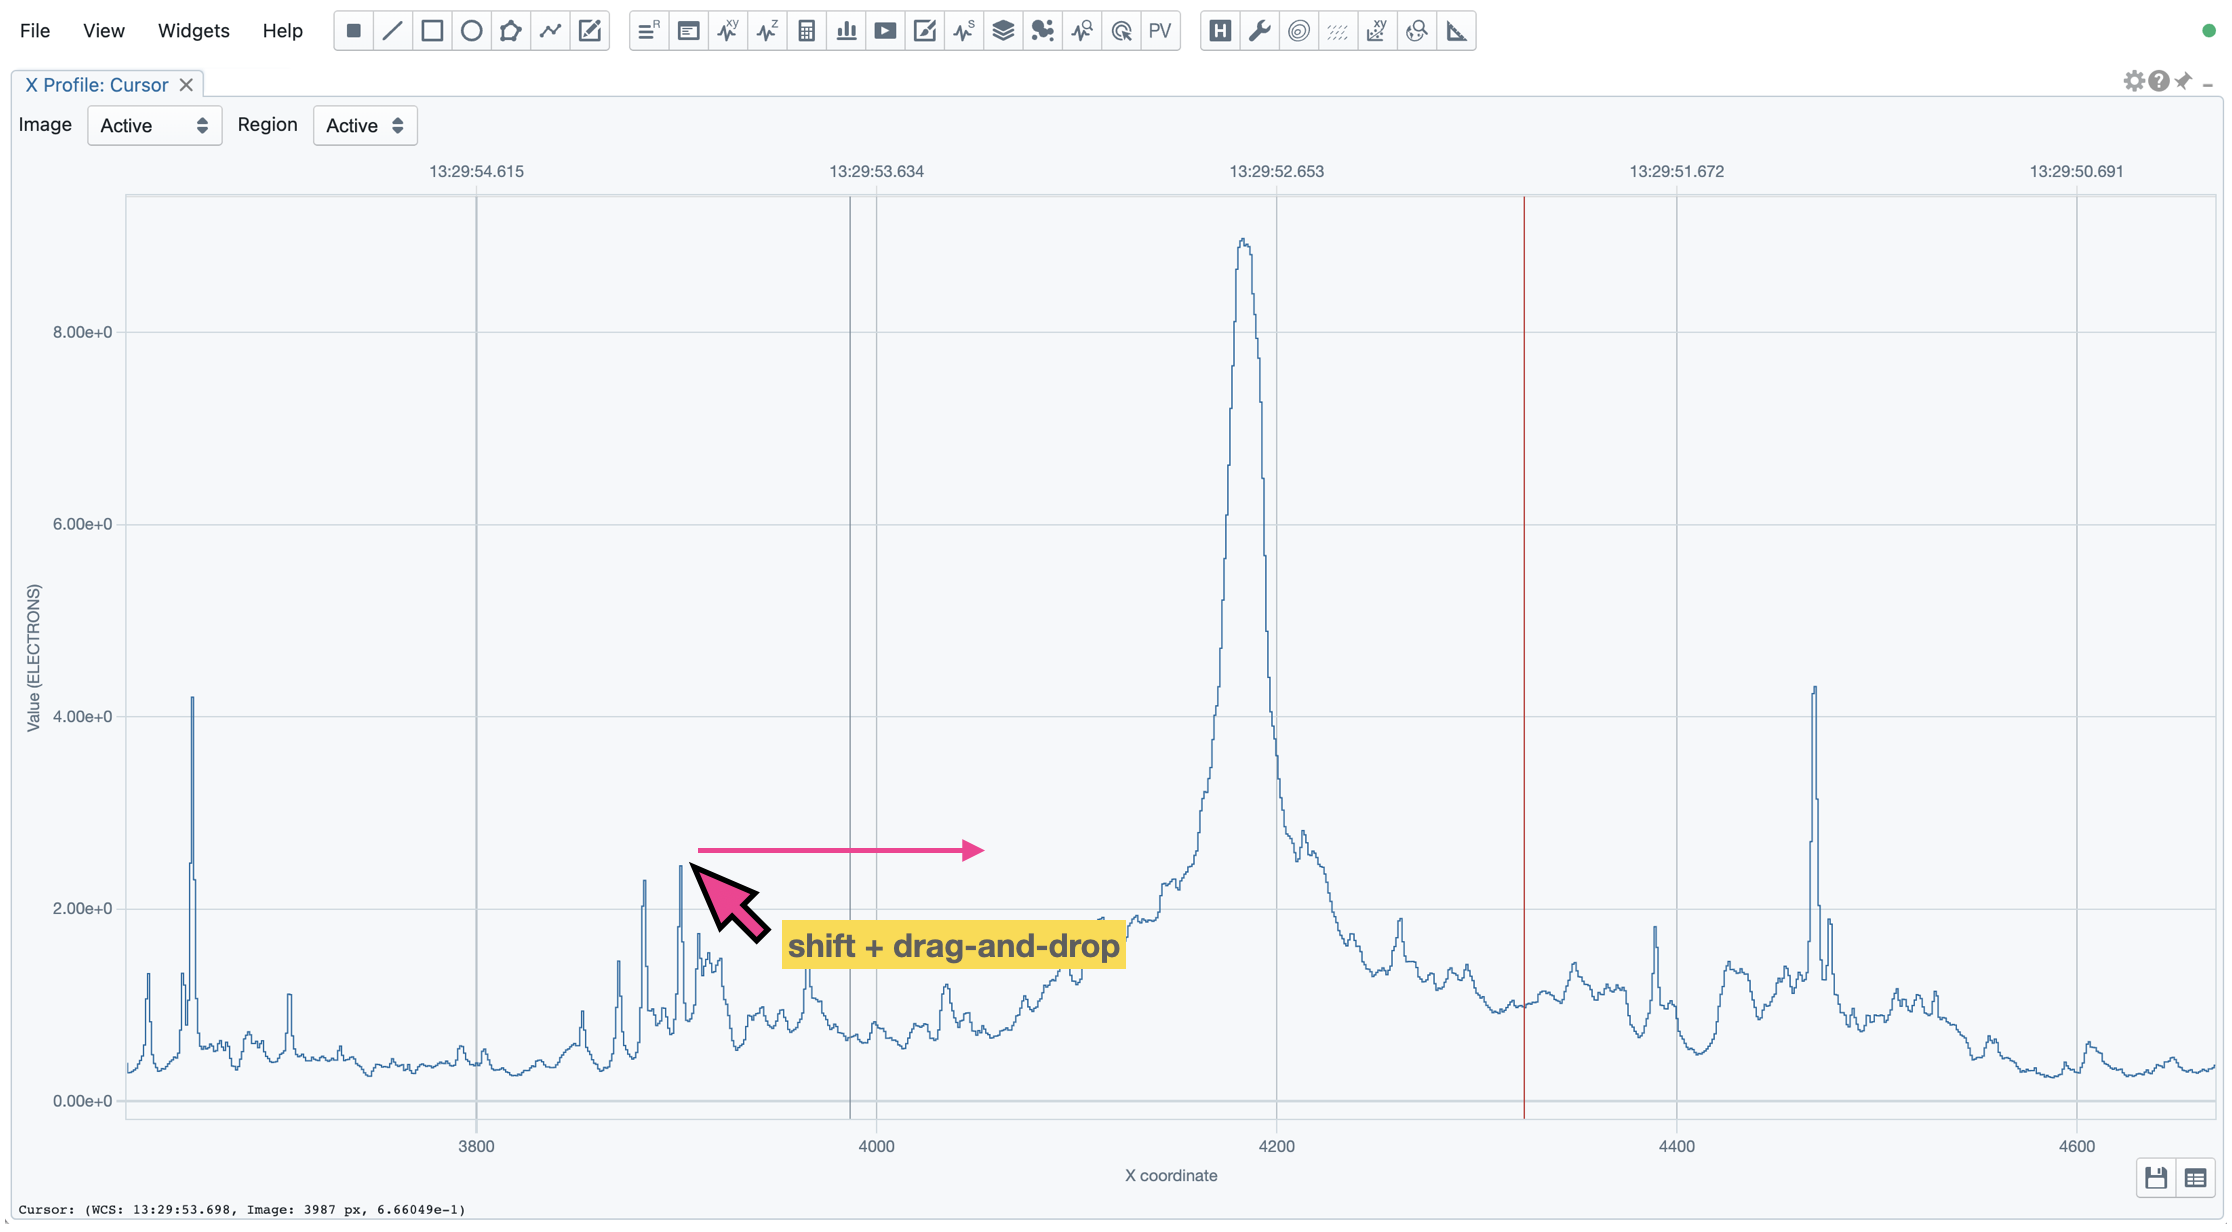 File View Widgets Help R XY Z S PV H xy
X Profile: Cursor
Image Active Region Active
13:29:54.615 13:29:53.634 13:29:52.653 13:29:51.672 13:29:50.691
8.00e+0
6.00e+0
Value (ELECTRONS)
4.00e+0
2.00e+0
shift + drag-and-drop
0.00e+0
3800 4000 4200 4400 4600
X coordinate
Cursor: (WCS: 13:29:53.698, Image: 3987 px, 6.66049e-1)